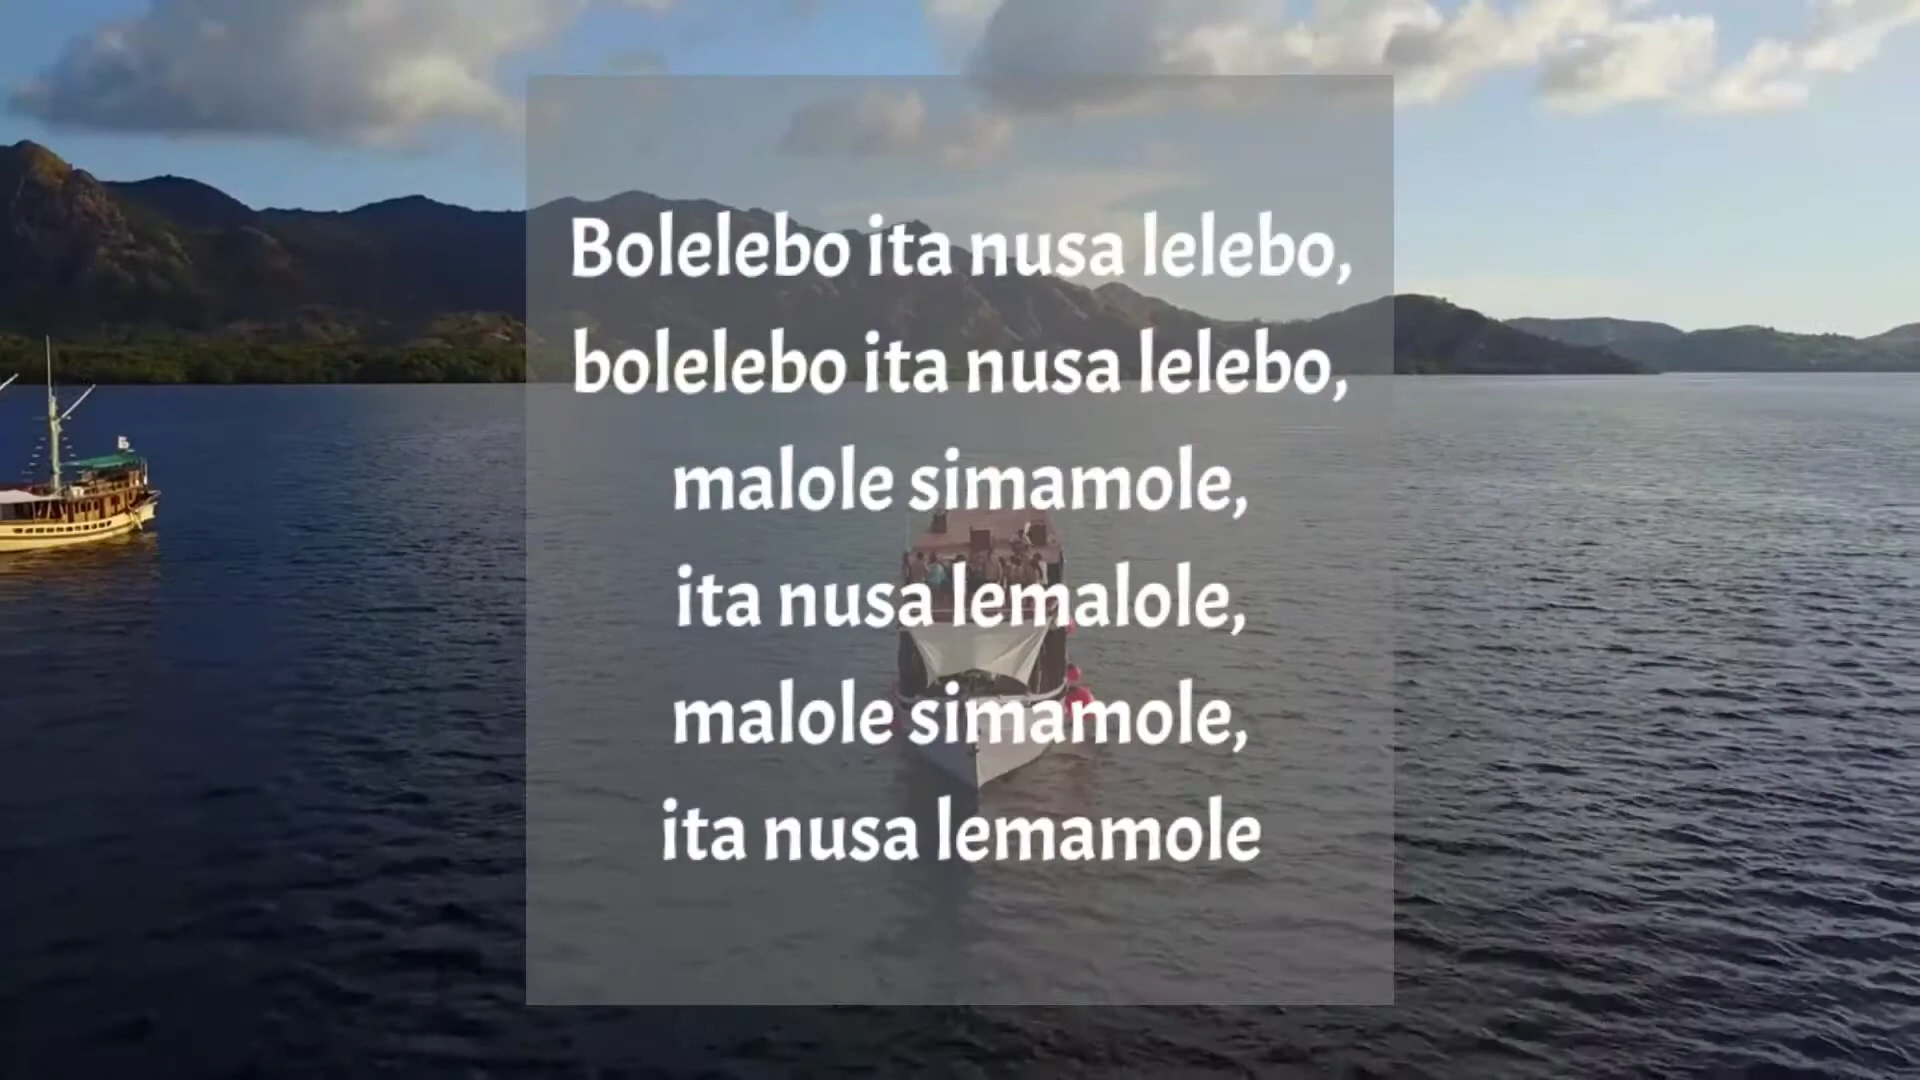 Bolelebo ita nusa lelebo,
bolelebo ita nusa lelebo,
malole simamole,
ita nusa lemalole,
malole simamole,
ita nusa lemamole